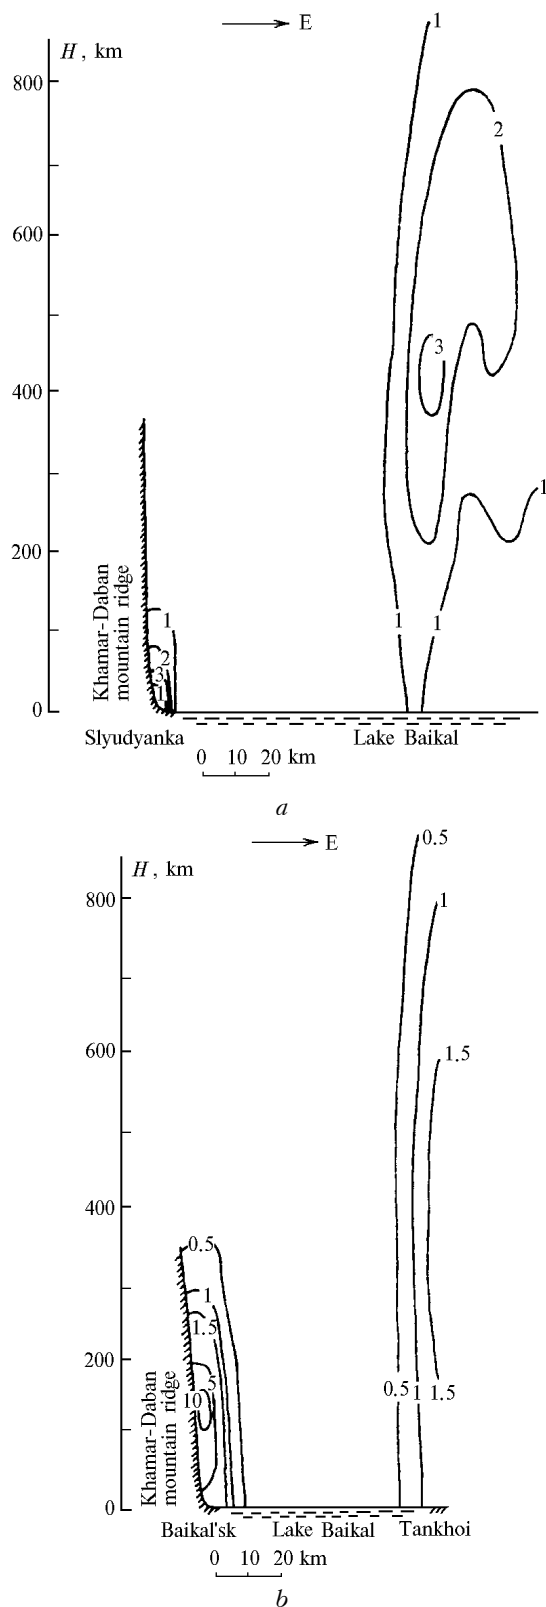 E
H, km
800
600
400
200
0
1
2
3
1
1
1
1
2
3
1
Khamar-Daban
mountain ridge
Slyudyanka
Lake Baikal
0 10 20 km
a
E
H, km
800
600
400
200
0
0.5
1
1.5
0.5
1
1.5
5
10
0.5 1 1.5
Khamar-Daban
mountain ridge
Baikal'sk
Lake Baikal
Tankhoi
0 10 20 km
b